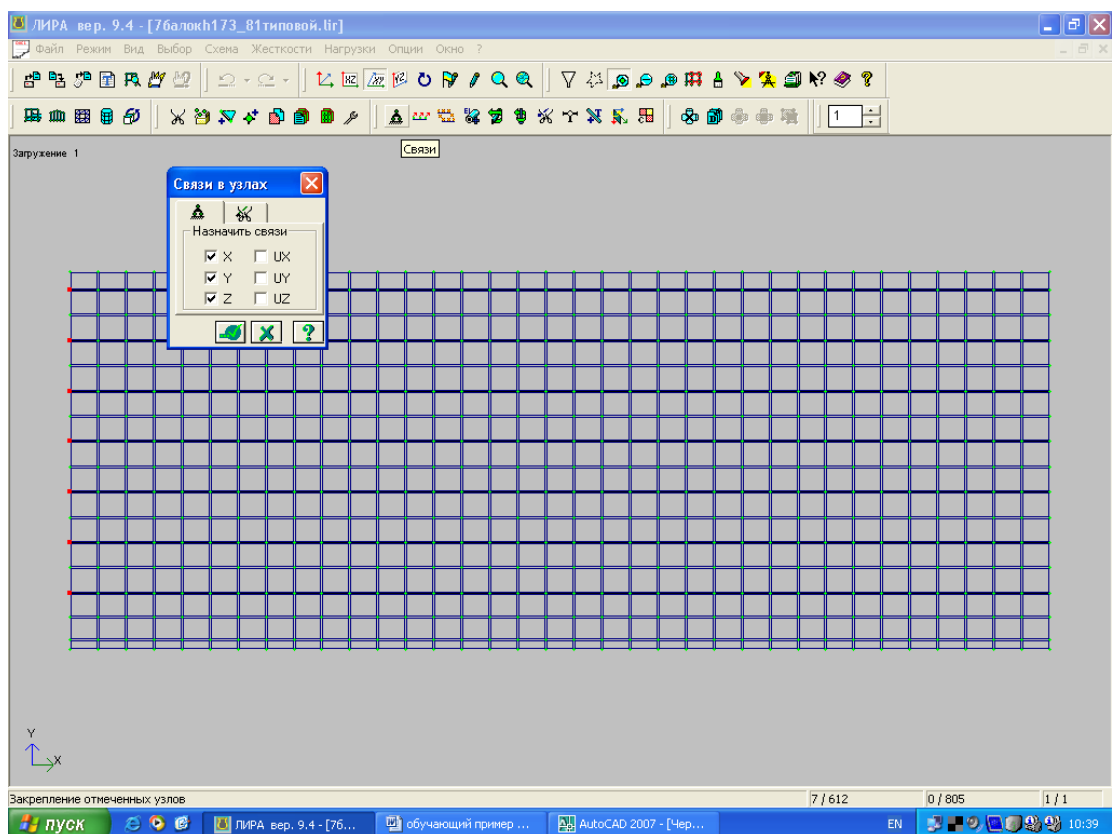 ЛИРА вер. 9.4 - [7балокh173_81типовой.lir]
Файл Режим Вид Выбор Схема Жесткости Нагрузки Опции Окно ?
1
Связи
Загружение 1
Связи в узлах
Назначить связи
X UX
Y UY
Z UZ
Y
X
Закрепление отмеченных узлов 7 / 612 0 / 805 1 / 1
пуск ЛИРА вер. 9.4 - [7б... обучающий пример ... AutoCAD 2007 - [Чер... EN 10:39